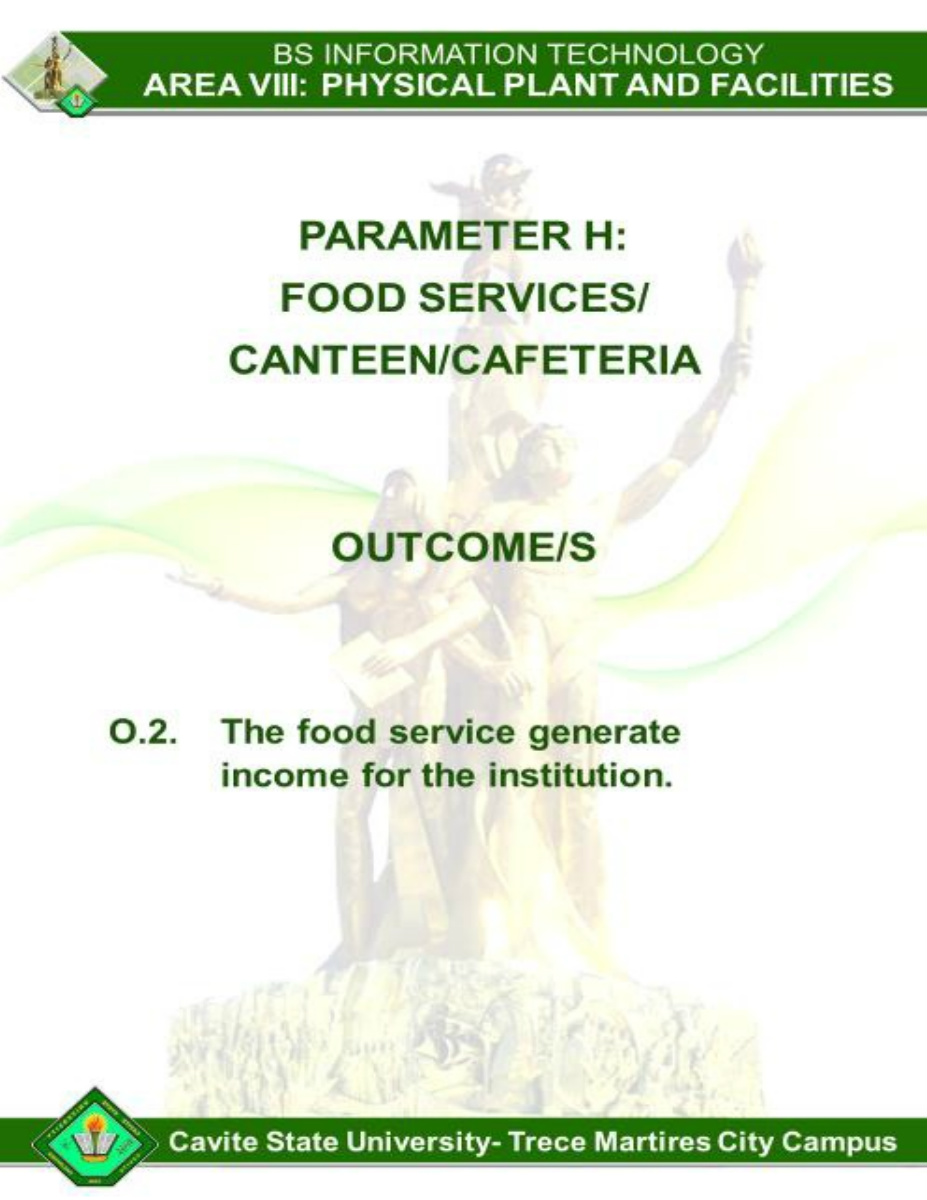 BS INFORMATION TECHNOLOGY
AREA VIII: PHYSICAL PLANT AND FACILITIES
PARAMETER H:
FOOD SERVICES/
CANTEEN/CAFETERIA
OUTCOME/S
O.2. The food service generate
income for the institution.
Cavite State University- Trece Martires City Campus